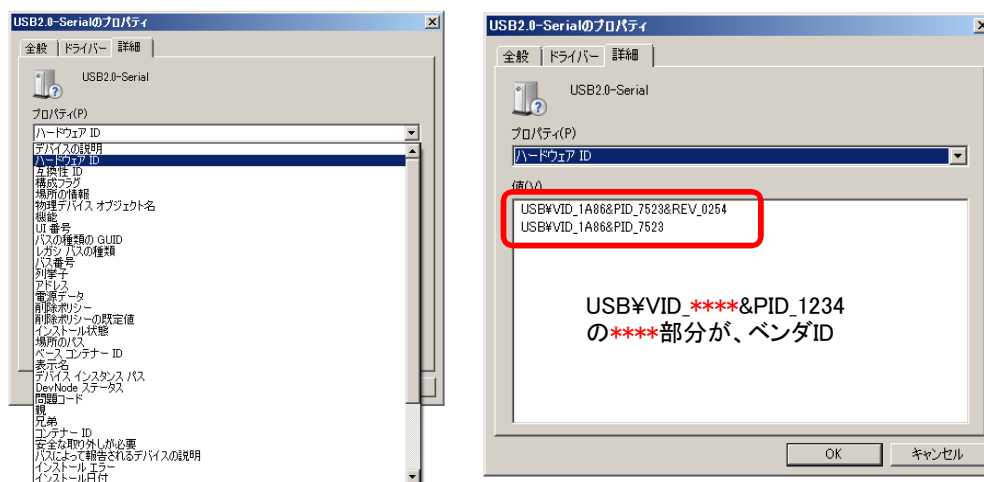 USB2.0-Serialのプロパティ
全般
ドライバー
詳細
USB2.0-Serial
プロパティ(P)
ハードウェア ID
デバイスの説明
ハードウェア ID
互換性 ID
構成フラグ
場所の情報
物理デバイス オブジェクト名
機能
UI 番号
バスの種類の GUID
レガシ バスの種類
バス番号
列挙子
アドレス
電源データ
削除ポリシー
削除ポリシーの既定値
インストール状態
場所のパス
ベース コンテナー ID
表示名
デバイス インスタンス パス
DevNode ステータス
問題コード
親
兄弟
コンテナー ID
安全な取り外しが必要
バスによって報告されるデバイスの説明
インストール エラー
インストール日付
USB2.0-Serialのプロパティ
全般
ドライバー
詳細
USB2.0-Serial
プロパティ(P)
ハードウェア ID
値(V)
USB¥VID_1A86&PID_7523&REV_0254
USB¥VID_1A86&PID_7523
USB¥VID_****&PID_1234
の****部分が、ベンダID
OK
キャンセル